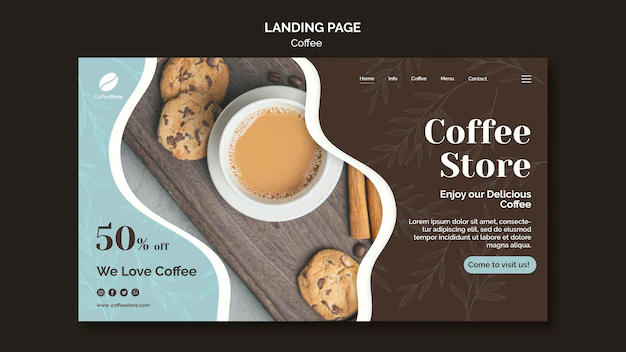 LANDING PAGE
Coffee
CoffeeStore
Home Info Coffee Menu Contact
Coffee
Store
Enjoy our Delicious
Coffee
Lorem ipsum dolor sit amet, consecte-
tur adipiscing elit, sed do eiusmod
tempor incididunt ut labore et dolore
magna aliqua.
Come to visit us!
50% off
We Love Coffee
www.coffeestore.com